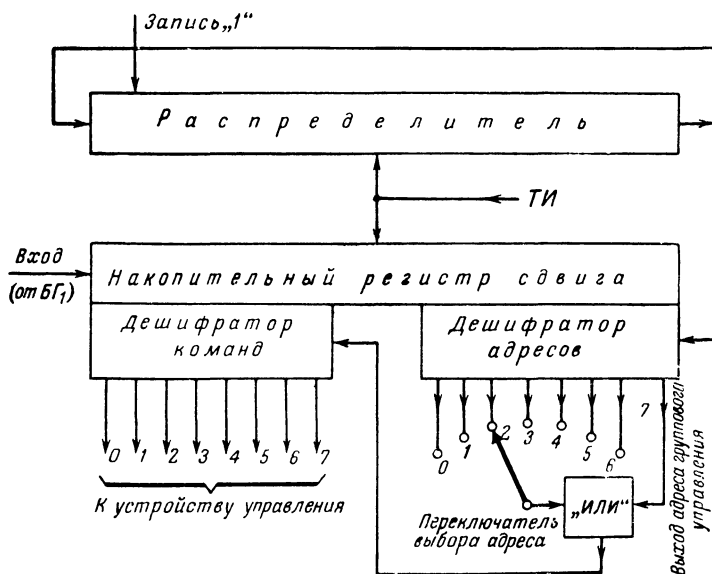 Запись„1“
Распределитель
ТИ
Вход
(от БГ1)
Накопительный регистр сдвига
Дешифратор
команд
Дешифратор
адресов
0 1 2 3 4 5 6 7
0 1 2 3 4 5 6 7
К устройству управления
Переключатель
выбора адреса
„ИЛИ“
Выход адреса группового
управления